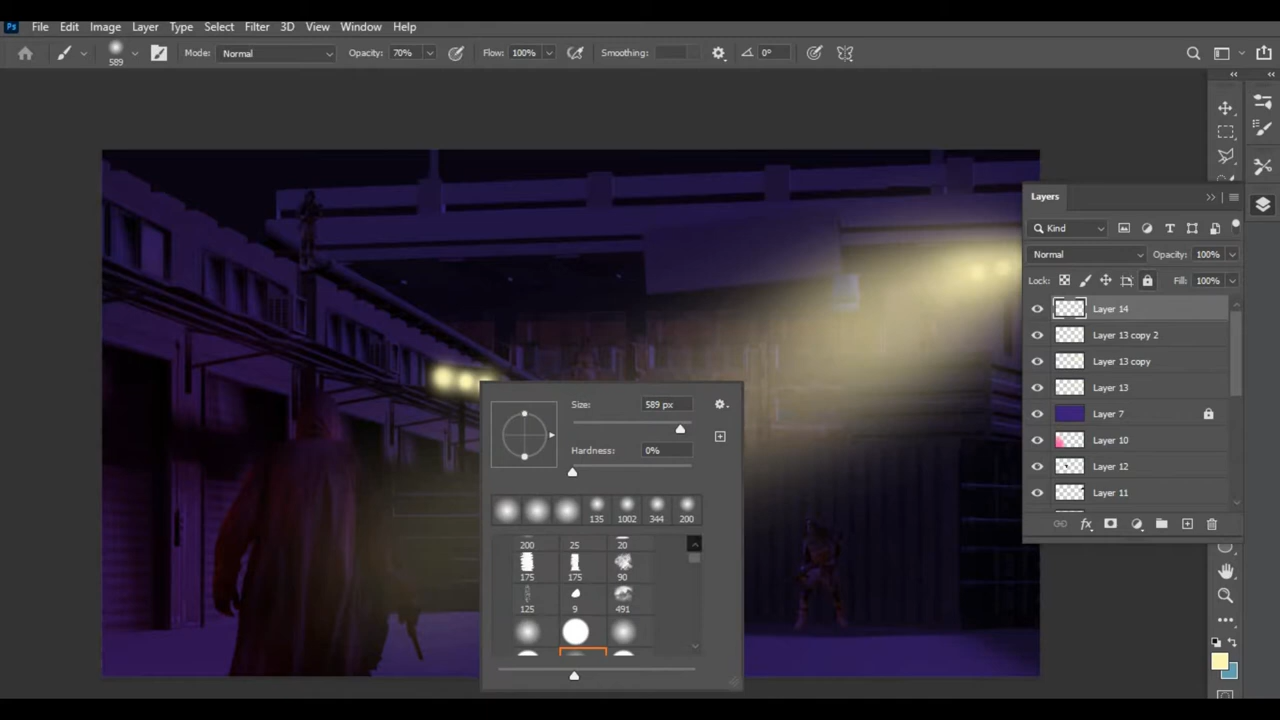 Ps File Edit Image Layer Type Select Filter 3D View Window Help
589 Mode: Normal Opacity: 70% Flow: 100% Smoothing: 0°
Layers
Kind
Normal Opacity: 100%
Lock: Fill: 100%
Layer 14
Layer 13 copy 2
Layer 13 copy
Layer 13
Layer 7
Layer 10
Layer 12
Layer 11
Size: 589 px
Hardness: 0%
135 1002 344 200
200 25 20
175 175 90
125 9 491